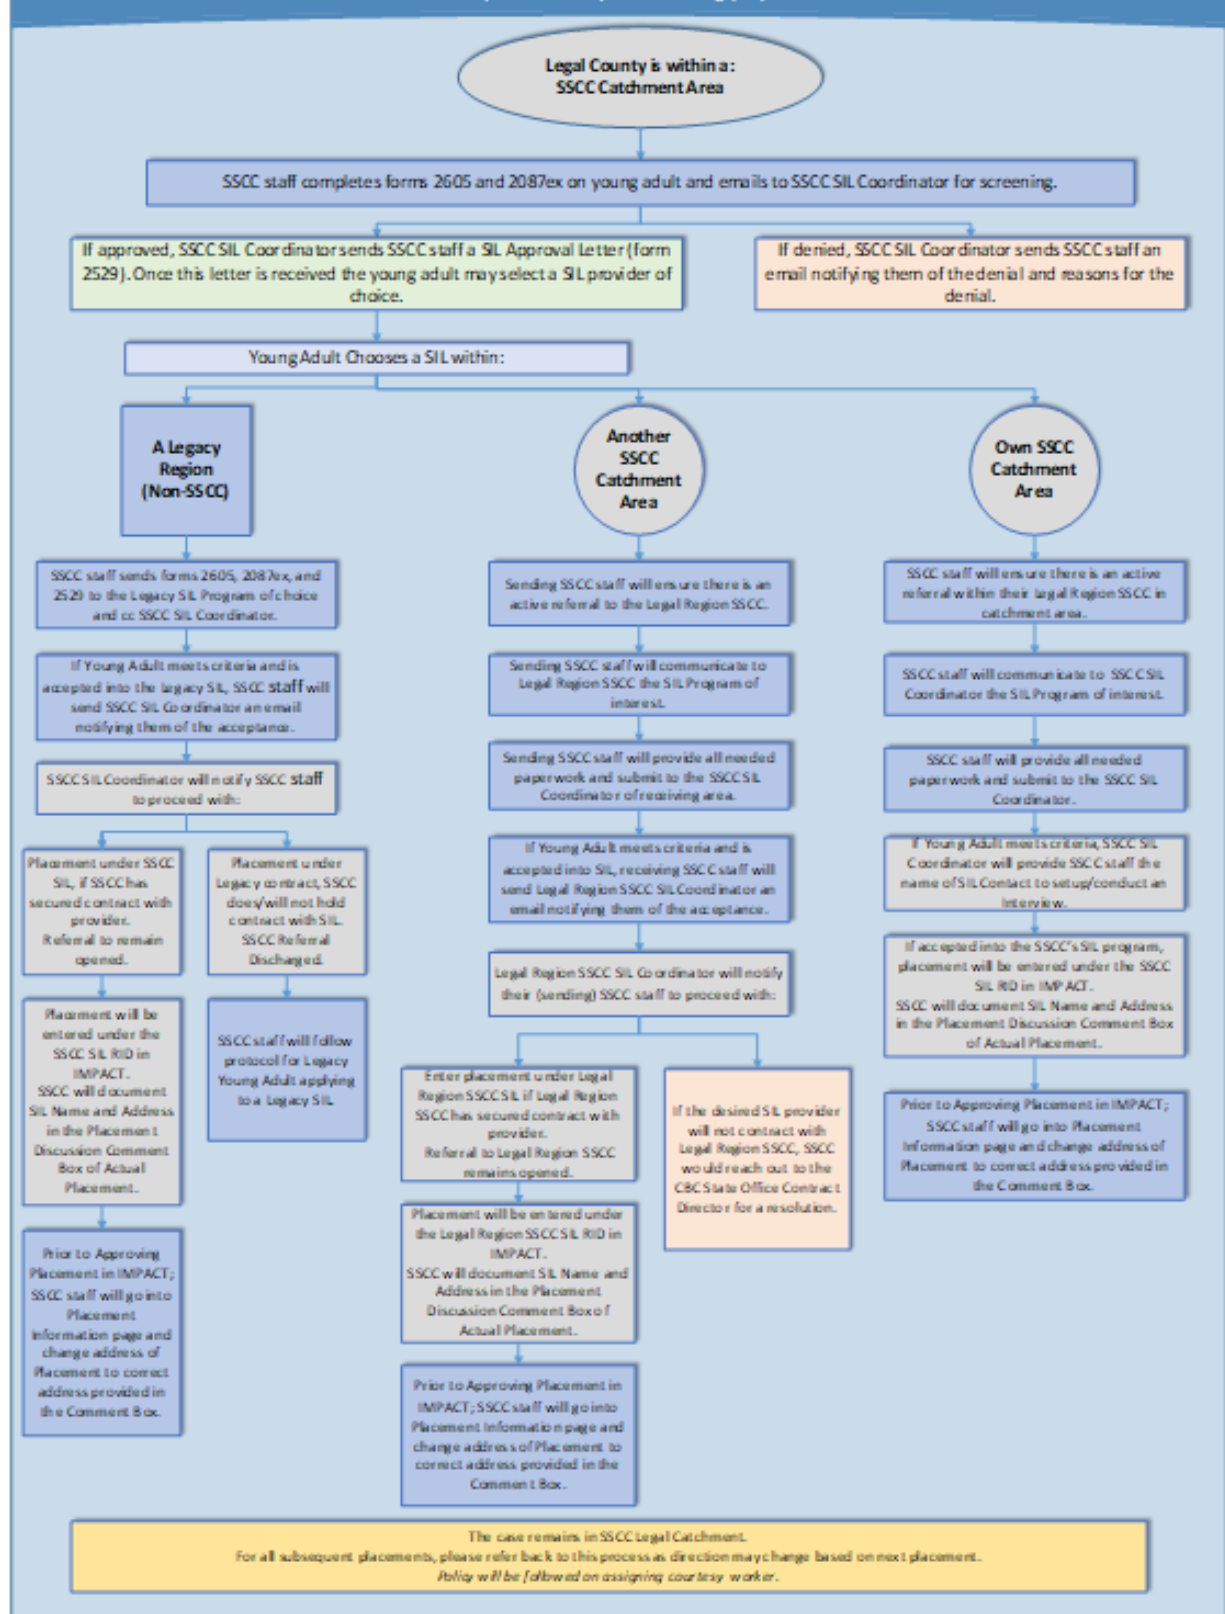 Legal County is within a:
SSCC Catchment Area
SSCC staff completes forms 2605 and 2087ex on young adult and emails to SSCC SIL Coordinator for screening.
If approved, SSCC SIL Coordinator sends SSCC staff a SIL Approval Letter (form
2529). Once this letter is received the young adult may select a SIL provider of
choice.
If denied, SSCC SIL Coordinator sends SSCC staff an
email notifying them of the denial and reasons for the
denial.
Young Adult Chooses a SIL within:
A Legacy
Region
(Non-SSCC)
SSCC staff sends forms 2605, 2087ex, and
2529 to the Legacy SIL Program of choice
and cc SSCC SIL Coordinator.
If Young Adult meets criteria and is
accepted into the Legacy SIL, SSCC staff will
send SSCC SIL Coordinator an email
notifying them of the acceptance.
SSCC SIL Coordinator will notify SSCC staff
to proceed with:
Placement under SSCC
SIL, if SSCC has
secured contract with
provider.
Referral to remain
opened.
Placement will be
entered under the
SSCC SIL RID in
IMPACT.
SSCC will document
SIL Name and Address
in the Placement
Discussion Comment
Box of Actual
Placement.
Prior to Approving
Placement in IMPACT;
SSCC staff will go into
Placement
Information page and
change address of
Placement to correct
address provided in
the Comment Box.
Placement under
Legacy contract, SSCC
does/will not hold
contract with SIL.
SSCC Referral
Discharged.
SSCC staff will follow
protocol for Legacy
Young Adult applying
to a Legacy SIL
Another
SSCC
Catchment
Area
Sending SSCC staff will ensure there is an
active referral to the Legal Region SSCC.
Sending SSCC staff will communicate to
Legal Region SSCC the SIL Program of
interest.
Sending SSCC staff will provide all needed
paperwork and submit to the SSCC SIL
Coordinator of receiving area.
If Young Adult meets criteria and is
accepted into SIL, receiving SSCC staff will
send Legal Region SSCC SIL Coordinator an
email notifying them of the acceptance.
Legal Region SSCC SIL Coordinator will notify
their (sending) SSCC staff to proceed with:
Enter placement under Legal
Region SSCC SIL if Legal Region
SSCC has secured contract with
provider.
Referral to Legal Region SSCC
remains opened.
Placement will be entered under
the Legal Region SSCC SIL RID in
IMPACT.
SSCC will document SIL Name and
Address in the Placement
Discussion Comment Box of
Actual Placement.
Prior to Approving Placement in
IMPACT; SSCC staff will go into
Placement Information page and
change address of Placement to
correct address provided in the
Comment Box.
If the desired SIL provider
will not contract with
Legal Region SSCC, SSCC
would reach out to the
CBC State Office Contract
Director for a resolution.
Own SSCC
Catchment
Area
SSCC staff will ensure there is an active
referral within their Legal Region SSCC in
catchment area.
SSCC staff will communicate to SSCC SIL
Coordinator the SIL Program of interest.
SSCC staff will provide all needed
paperwork and submit to the SSCC SIL
Coordinator.
If Young Adult meets criteria, SSCC SIL
Coordinator will provide SSCC staff the
name of SIL Contact to setup/conduct an
Interview.
If accepted into the SSCC's SIL program,
placement will be entered under the SSCC
SIL RID in IMPACT.
SSCC will document SIL Name and Address
in the Placement Discussion Comment Box
of Actual Placement.
Prior to Approving Placement in IMPACT;
SSCC staff will go into Placement
Information page and change address of
Placement to correct address provided in
the Comment Box.
The case remains in SSCC Legal Catchment.
For all subsequent placements, please refer back to this process as direction may change based on next placement.
Policy will be followed on assigning courtesy worker.